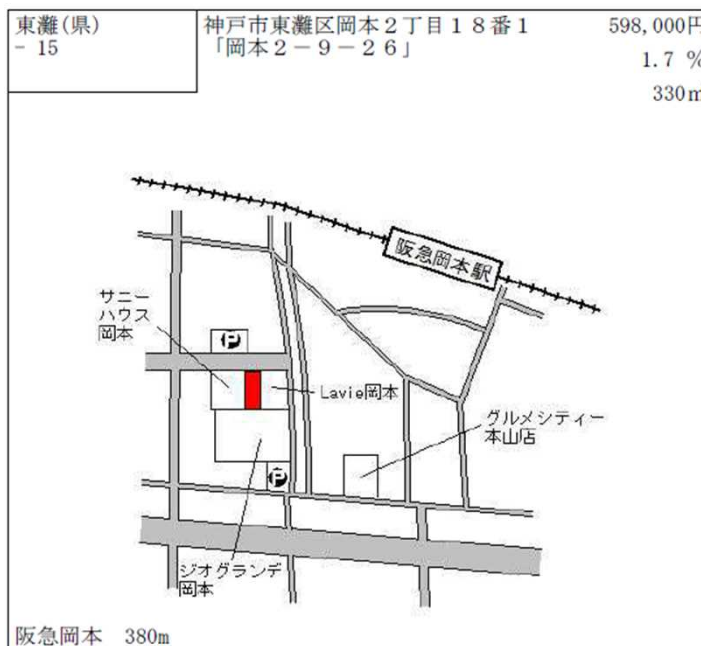 東灘(県)
- 15
神戸市東灘区岡本２丁目１８番１
「岡本２－９－２６」
598,000円
1.7 %
330m
阪急岡本駅
サニー
ハウス
岡本
P
Lavie岡本
グルメシティー
本山店
P
ジオグランデ
岡本
阪急岡本　380m